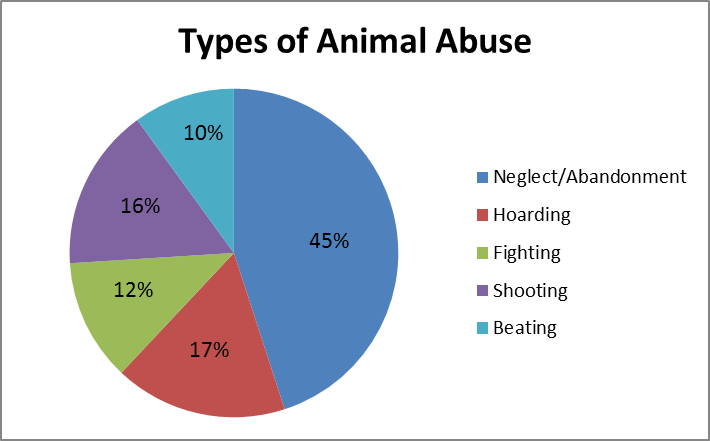 Types of Animal Abuse
10%
45%
16%
12%
17%
Neglect/Abandonment
Hoarding
Fighting
Shooting
Beating